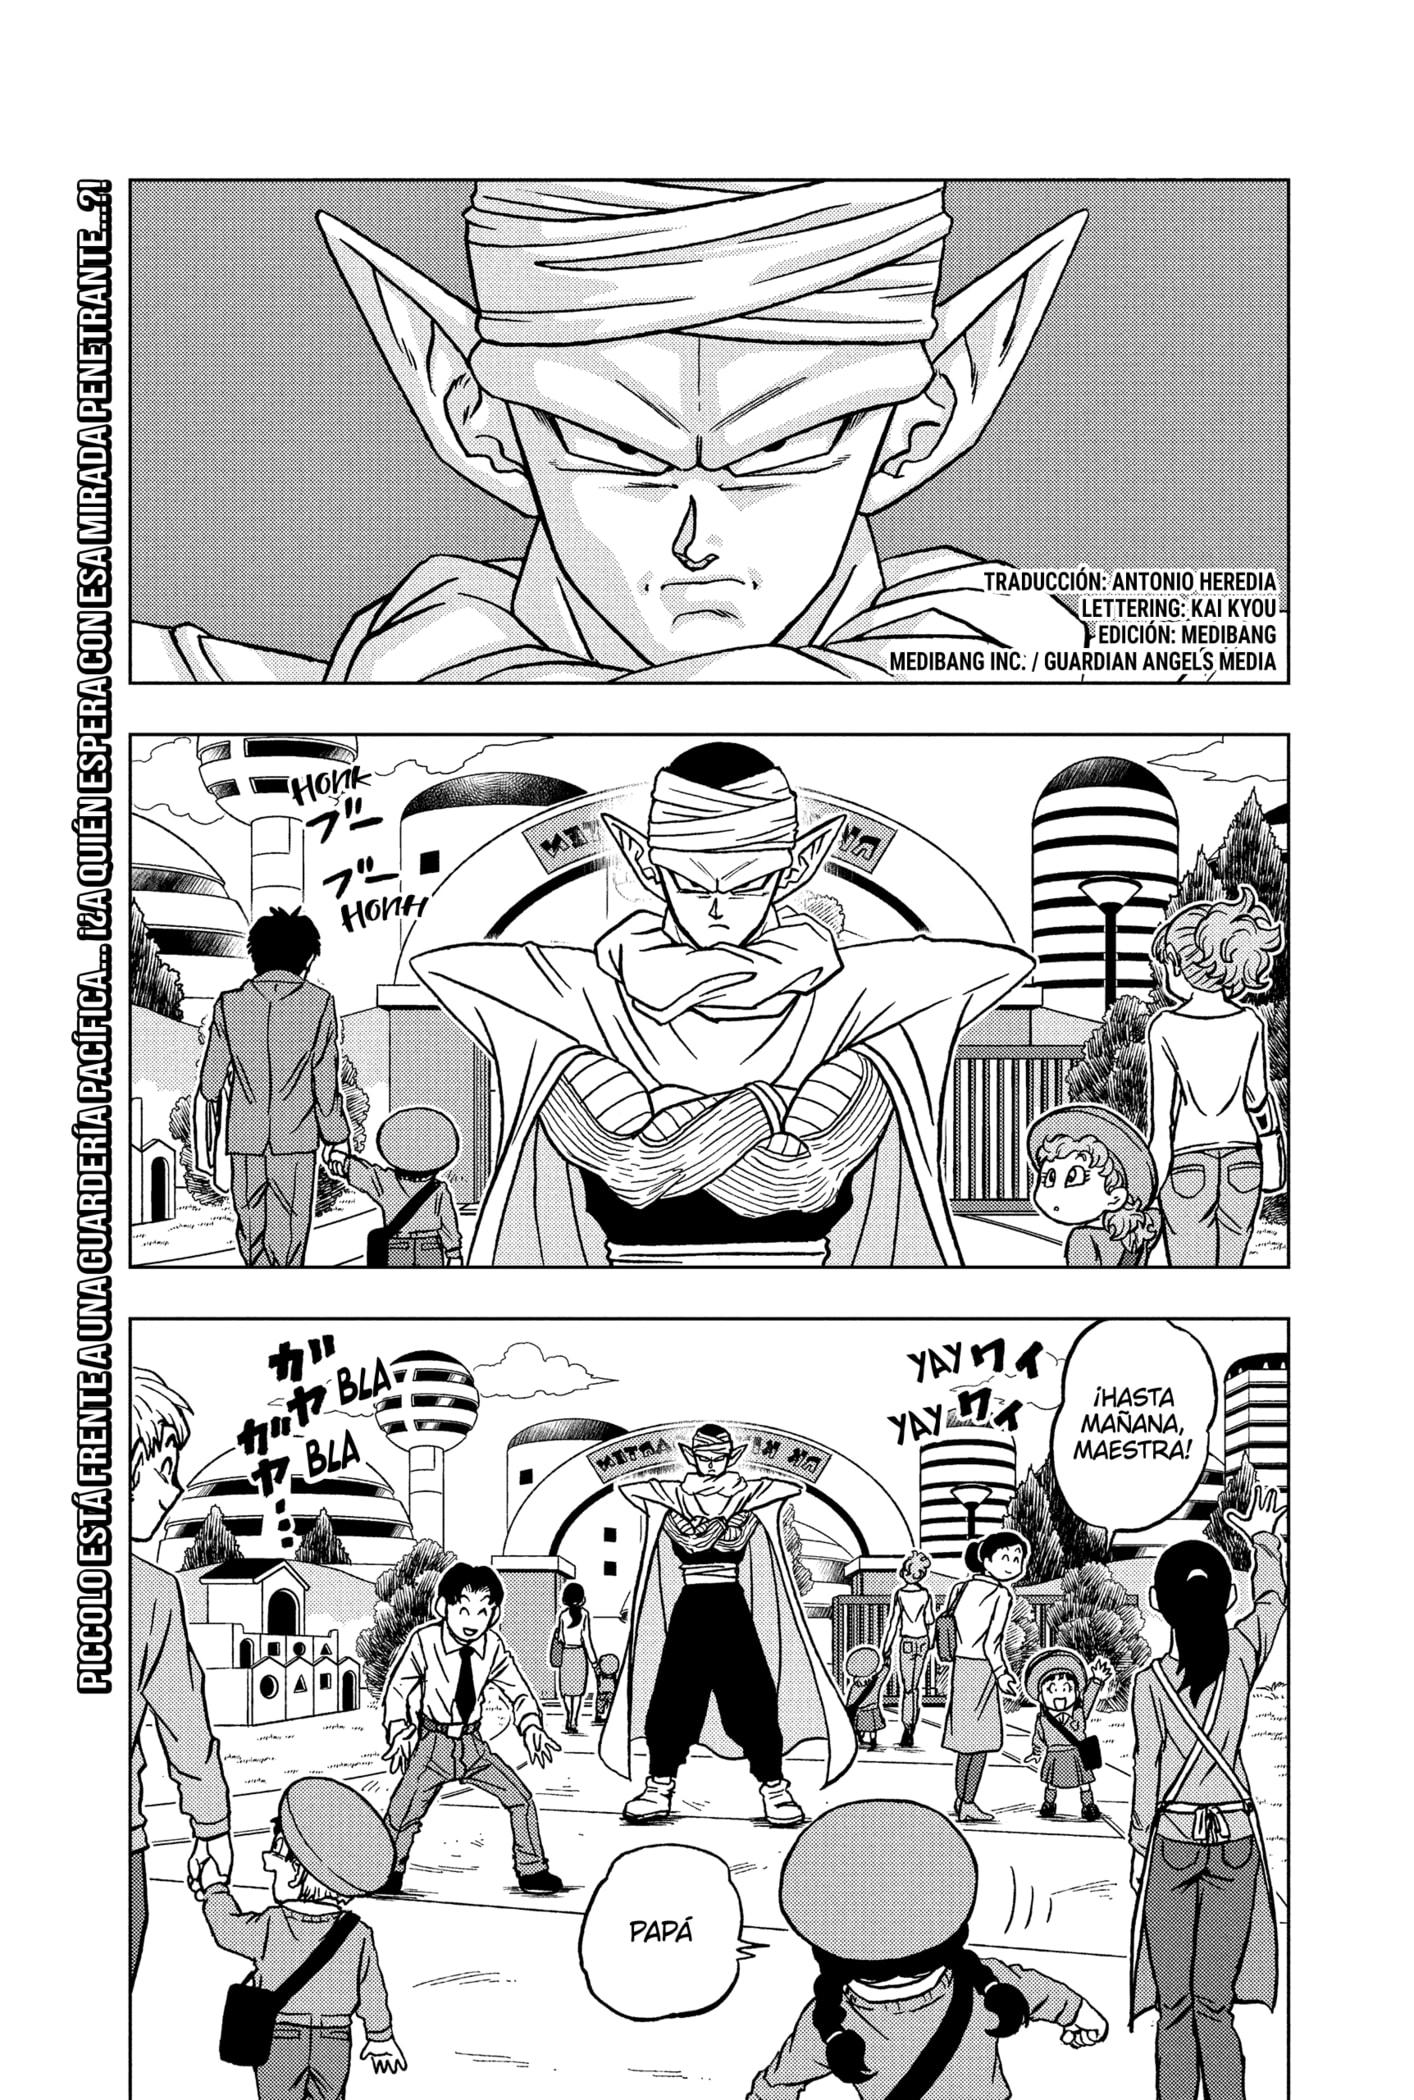 PICCOLO ESTÁ FRENTE A UNA GUARDERÍA PACÍFICA... ¡¿A QUIÉN ESPERA CON ESA MIRADA PENETRANTE...?!
TRADUCCIÓN: ANTONIO HEREDIA
LETTERING: KAI KYOU
EDICIÓN: MEDIBANG
MEDIBANG INC. / GUARDIAN ANGELS MEDIA
HONK
ブー
ブー
HONK
ガヤ
BLA
ガヤ...
BLA
YAY ワイ
YAY ワイ
¡HASTA
MAÑANA,
MAESTRA!
PAPÁ